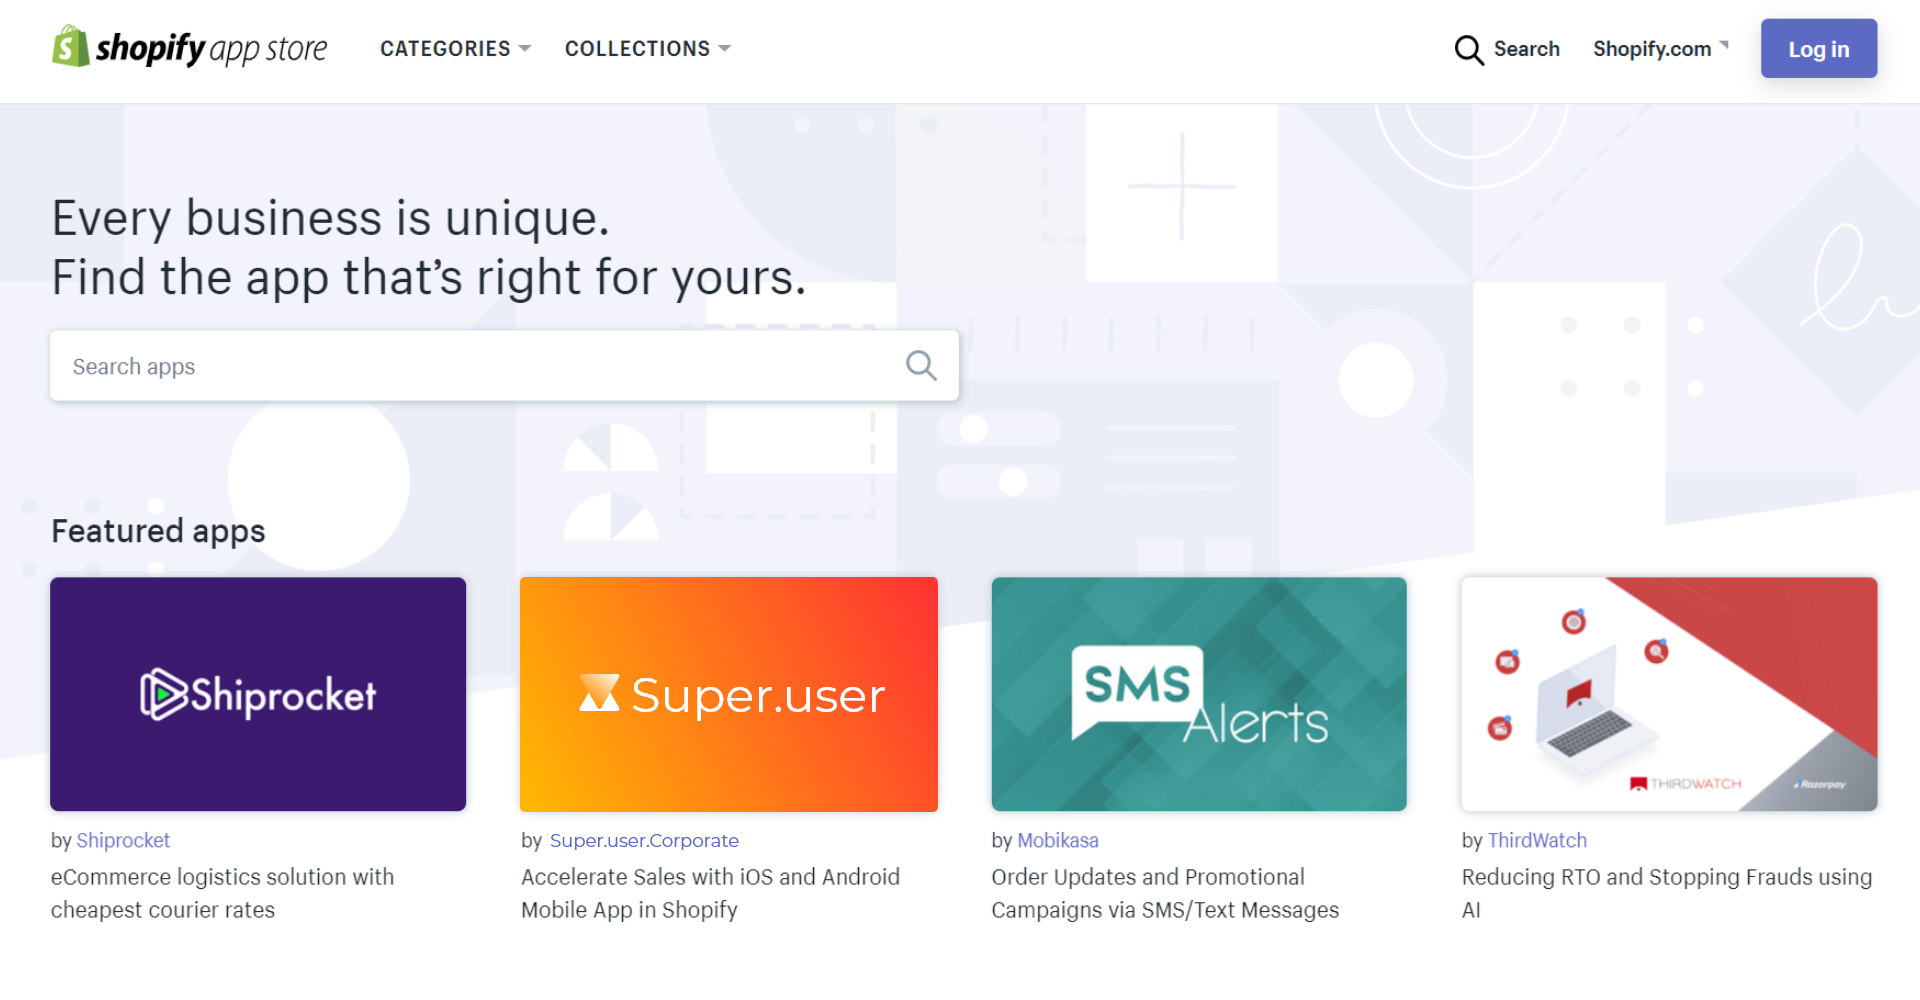 shopify app store
CATEGORIES
COLLECTIONS
Search
Shopify.com
Log in
Every business is unique.
Find the app that’s right for yours.
Search apps
Featured apps
Shiprocket
Super.user
SMS
Alerts
THIRDWATCH
Razorpay
by Shiprocket
eCommerce logistics solution with
cheapest courier rates
by Super.user.Corporate
Accelerate Sales with iOS and Android
Mobile App in Shopify
by Mobikasa
Order Updates and Promotional
Campaigns via SMS/Text Messages
by ThirdWatch
Reducing RTO and Stopping Frauds using
AI